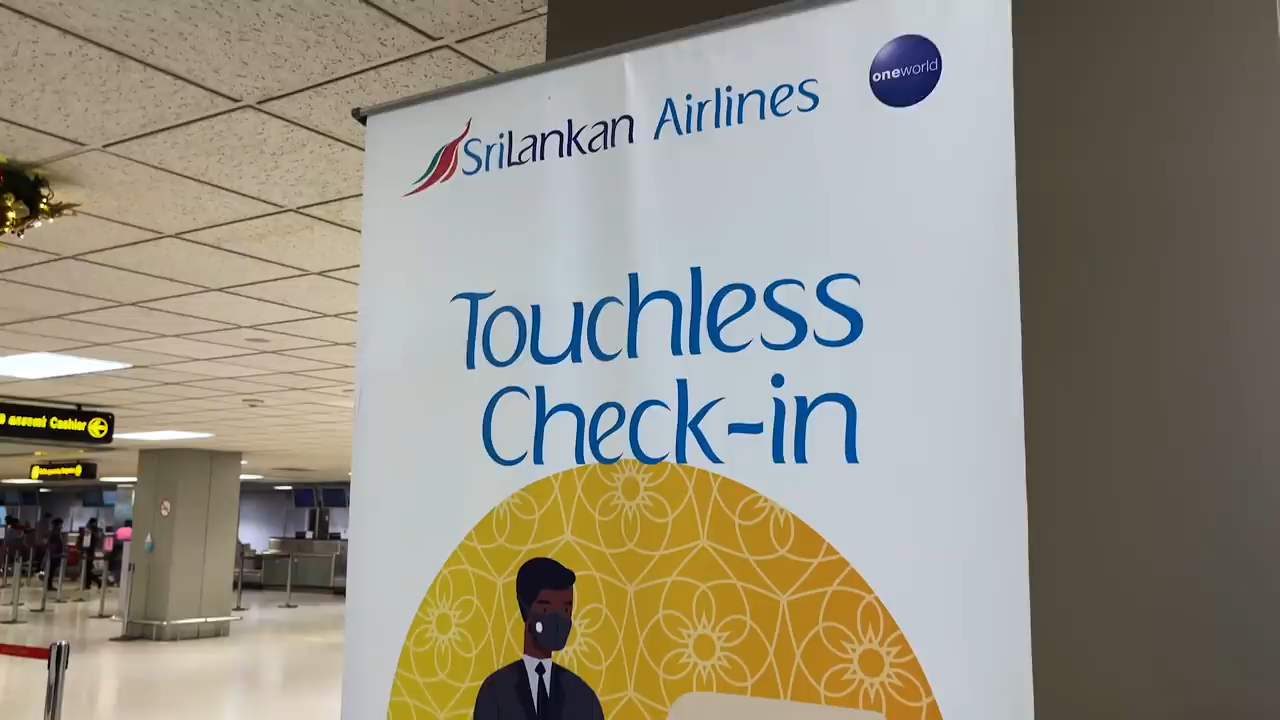 SriLankan Airlines
oneworld
Touchless
Check-in
Cashier